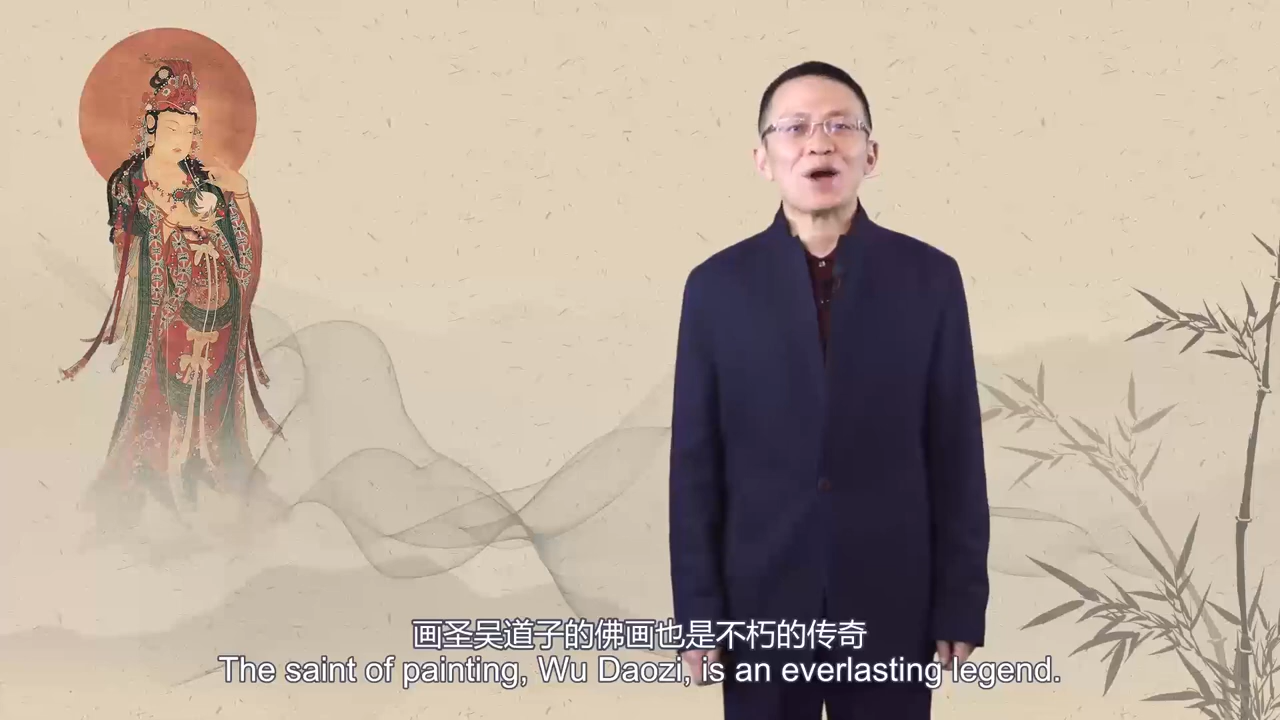 画圣吴道子的佛画也是不朽的传奇
The saint of painting, Wu Daozi, is an everlasting legend.